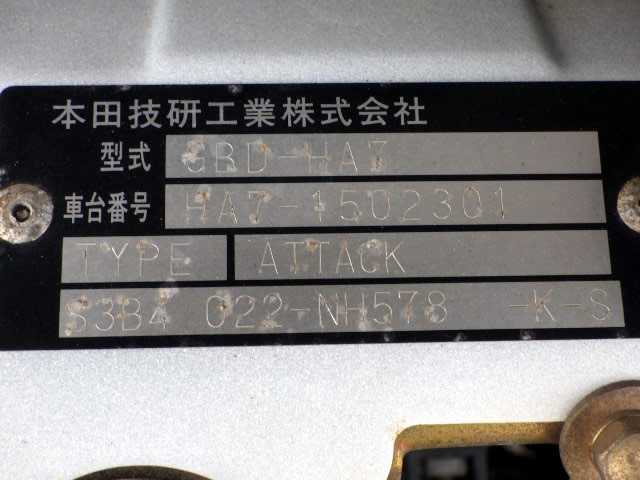 本田技研工業株式会社
型式 GBD-HA7
車台番号 HA7-1502301
TYPE ATTACK
S3B4 022-NH578 -K-S